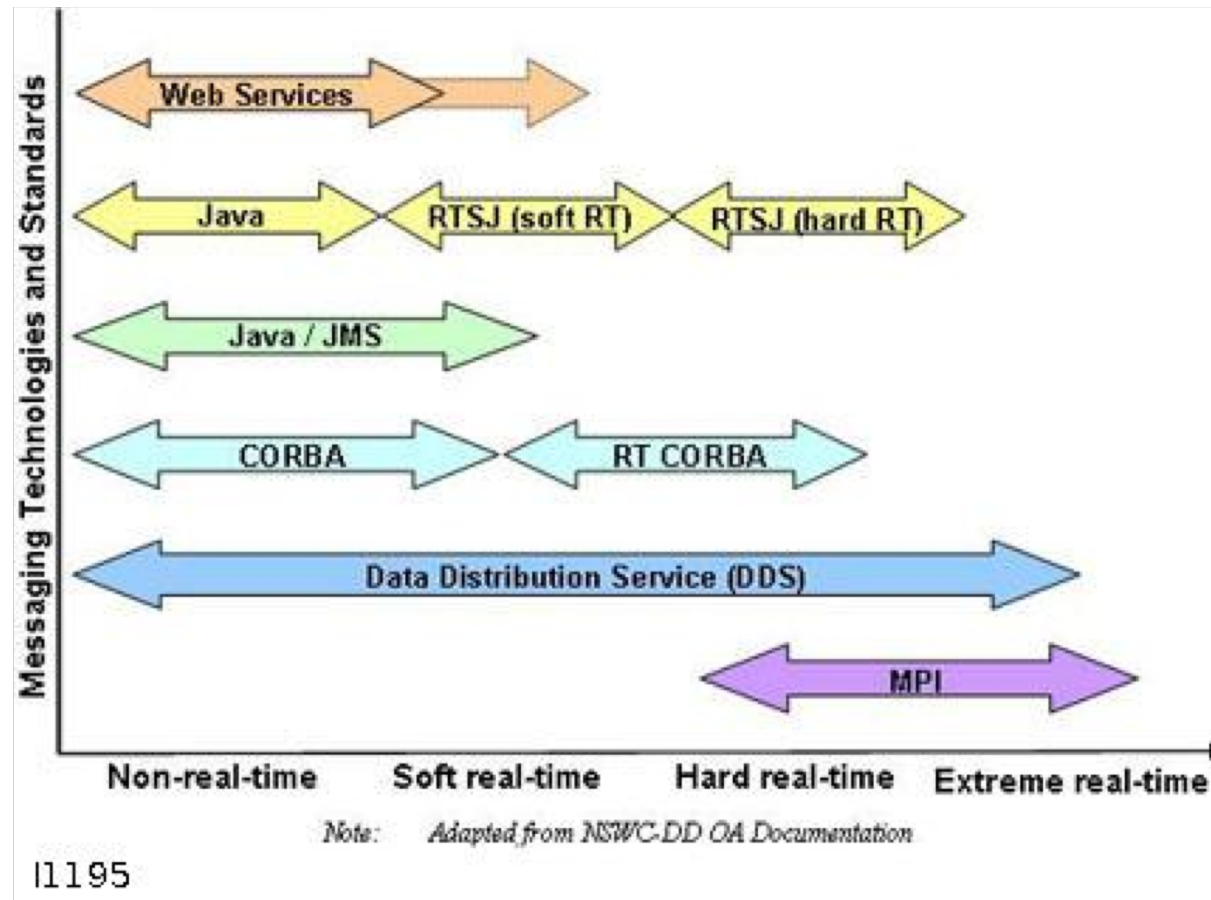 Messaging Technologies and Standards
Web Services
Java
RTSJ (soft RT)
RTSJ (hard RT)
Java / JMS
CORBA
RT CORBA
Data Distribution Service (DDS)
MPI
Non-real-time
Soft real-time
Hard real-time
Extreme real-time
Note: Adapted from NSWC-DD OA Documentation
I1195